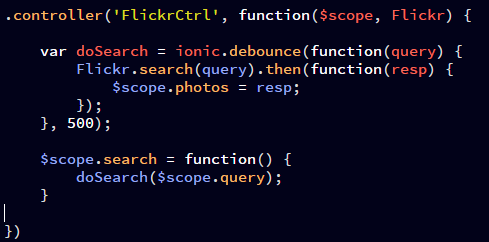 .controller('FlickrCtrl', function($scope, Flickr) {
    var doSearch = ionic.debounce(function(query) {
        Flickr.search(query).then(function(resp) {
            $scope.photos = resp;
        });
    }, 500);
    $scope.search = function() {
        doSearch($scope.query);
    }
})